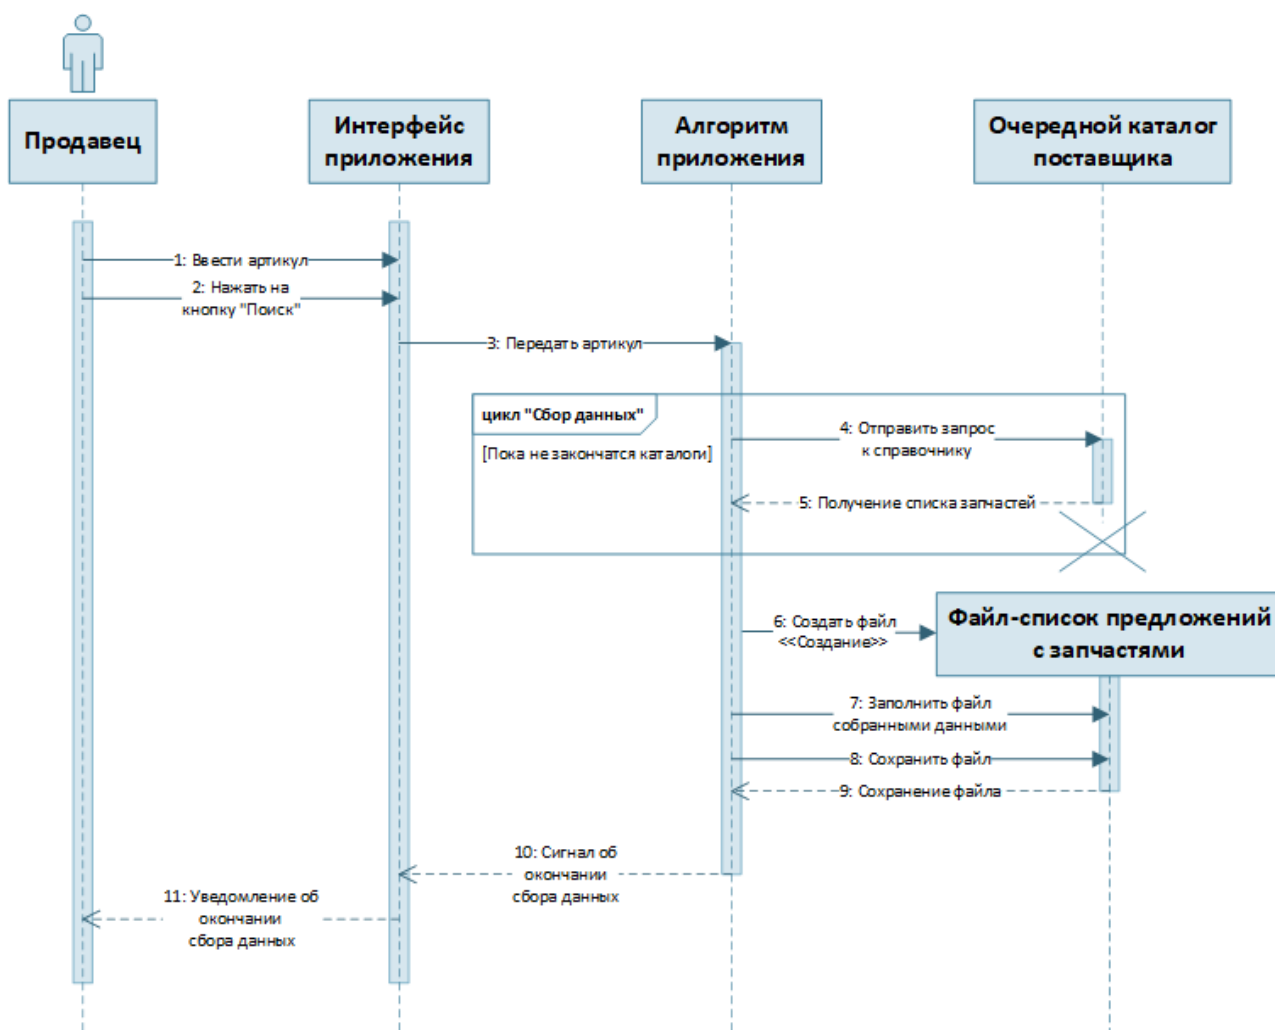 Продавец
Интерфейс
приложения
Алгоритм
приложения
Очередной каталог
поставщика
1: Ввести артикул
2: Нажать на
кнопку "Поиск"
3: Передать артикул
цикл "Сбор данных"
[Пока не закончатся каталоги]
4: Отправить запрос
к справочнику
5: Получение списка запчастей
6: Создать файл
<<Создание>>
Файл-список предложений
с запчастями
7: Заполнить файл
собранными данными
8: Сохранить файл
9: Сохранение файла
10: Сигнал об
окончании
сбора данных
11: Уведомление об
окончании
сбора данных